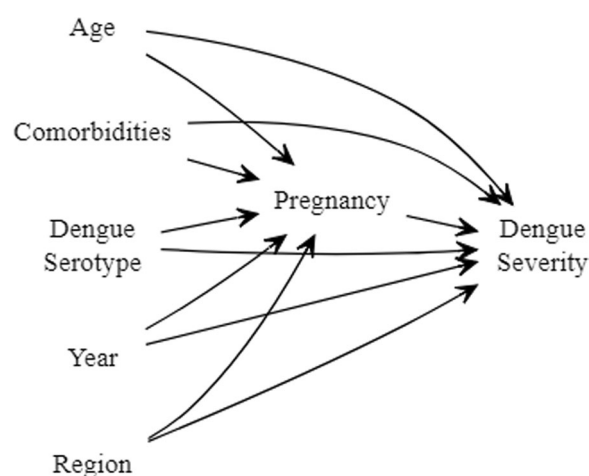 Age
Comorbidities
Pregnancy
Dengue
Serotype
Dengue
Severity
Year
Region